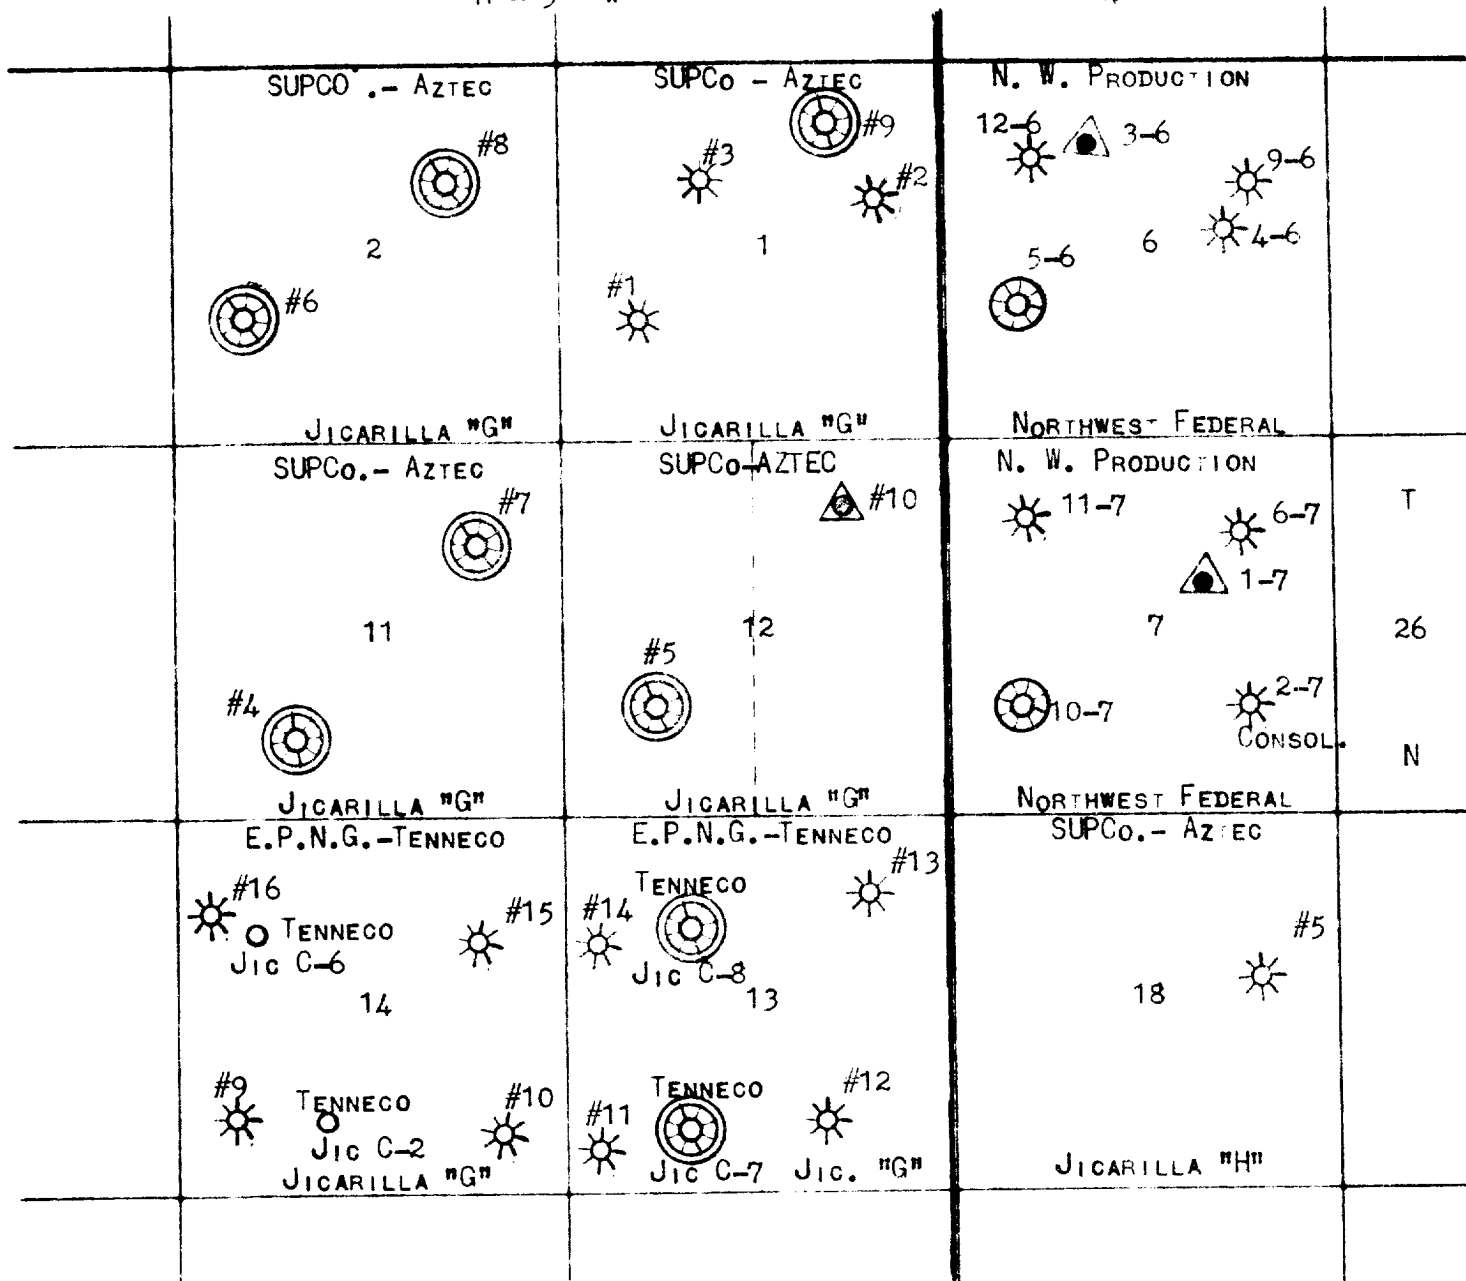 SUPCO .- AZTEC
#8
2
#6
JICARILLA "G"
SUPCO - AZTEC
#9
#3
#2
1
#1
JICARILLA "G"
N. W. PRODUCTION
12-6
3-6
9-6
4-6
6
5-6
NORTHWEST FEDERAL
SUPCO.- AZTEC
#7
11
#4
JICARILLA "G"
SUPCO-AZTEC
#10
12
#5
JICARILLA "G"
N. W. PRODUCTION
11-7
6-7
1-7
7
10-7
2-7
CONSOL.
NORTHWEST FEDERAL
T
26
N
E.P.N.G.-TENNECO
#16
TENNECO
JIC C-6
#15
14
#9
TENNECO
JIC C-2
#10
JICARILLA "G"
E.P.N.G.-TENNECO
#13
TENNECO
#14
JIC C-8
13
TENNECO
#12
#11
JIC C-7
JIC. "G"
SUPCO.- AZTEC
#5
18
JICARILLA "H"